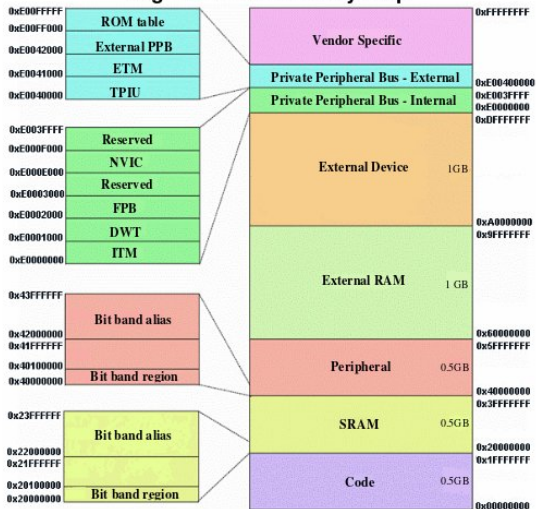 0xE00FFFFF
ROM table
0xE00FF000
External PPB
0xE0042000
ETM
0xE0041000
TPIU
0xE0040000
0xE003FFFF
Reserved
0xE000F000
NVIC
0xE000E000
Reserved
0xE0003000
FPB
0xE0002000
DWT
0xE0001000
ITM
0xE0000000
0x43FFFFFF
Bit band alias
0x42000000
0x41FFFFFF
0x40100000
Bit band region
0x40000000
0x23FFFFFF
Bit band alias
0x22000000
0x21FFFFFF
0x20100000
Bit band region
0x20000000
0xFFFFFFFF
Vendor Specific
Private Peripheral Bus - External
0xE00400000
Private Peripheral Bus - Internal
0xE003FFFF
0xE0000000
0xDFFFFFFF
External Device 1GB
0xA0000000
0x9FFFFFFF
External RAM 1 GB
0x60000000
0x5FFFFFFF
Peripheral 0.5GB
0x40000000
0x3FFFFFFF
SRAM 0.5GB
0x20000000
0x1FFFFFFF
Code 0.5GB
0x00000000